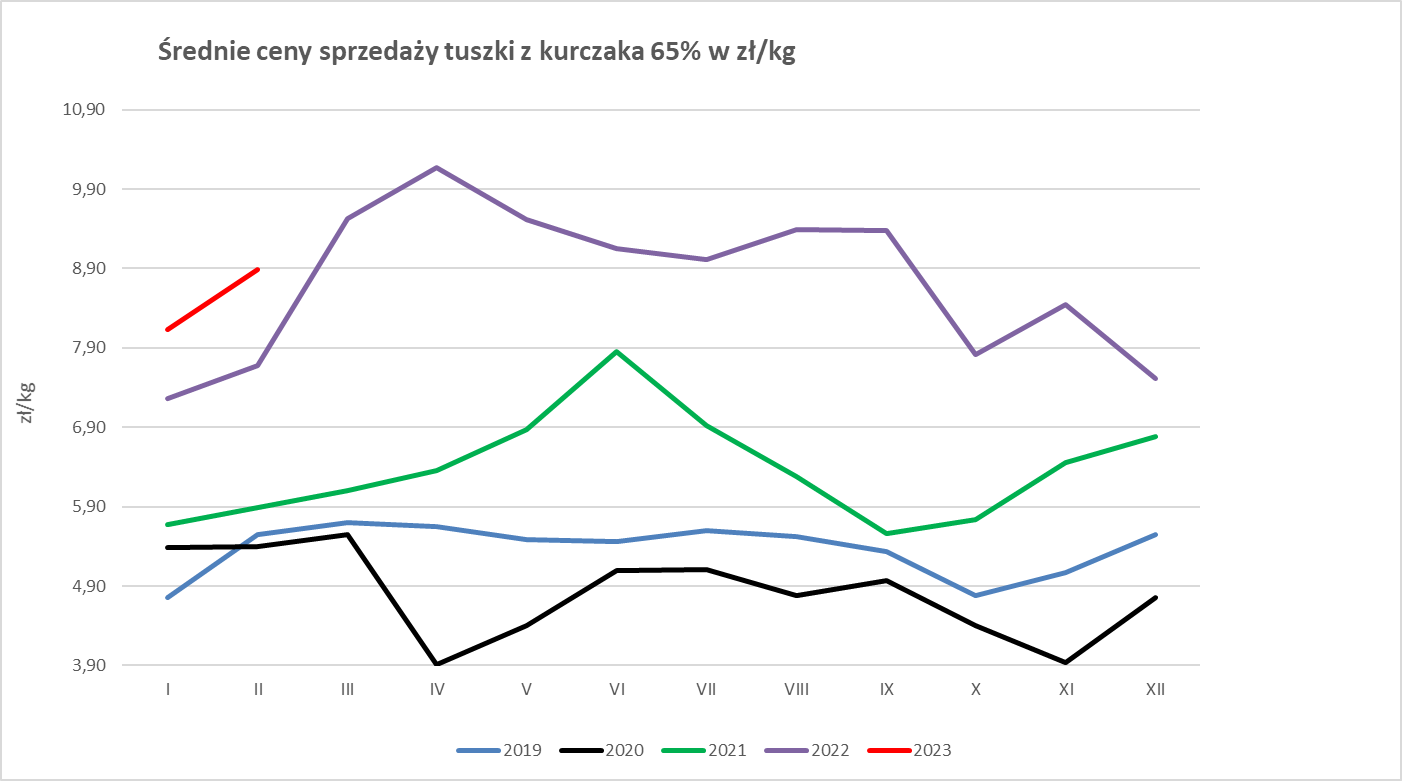 Średnie ceny sprzedaży tuszki z kurczaka 65% w zł/kg
10,90
9,90
8,90
7,90
6,90
5,90
4,90
3,90
zł/kg
I II III IV V VI VII VIII IX X XI XII
2019 2020 2021 2022 2023